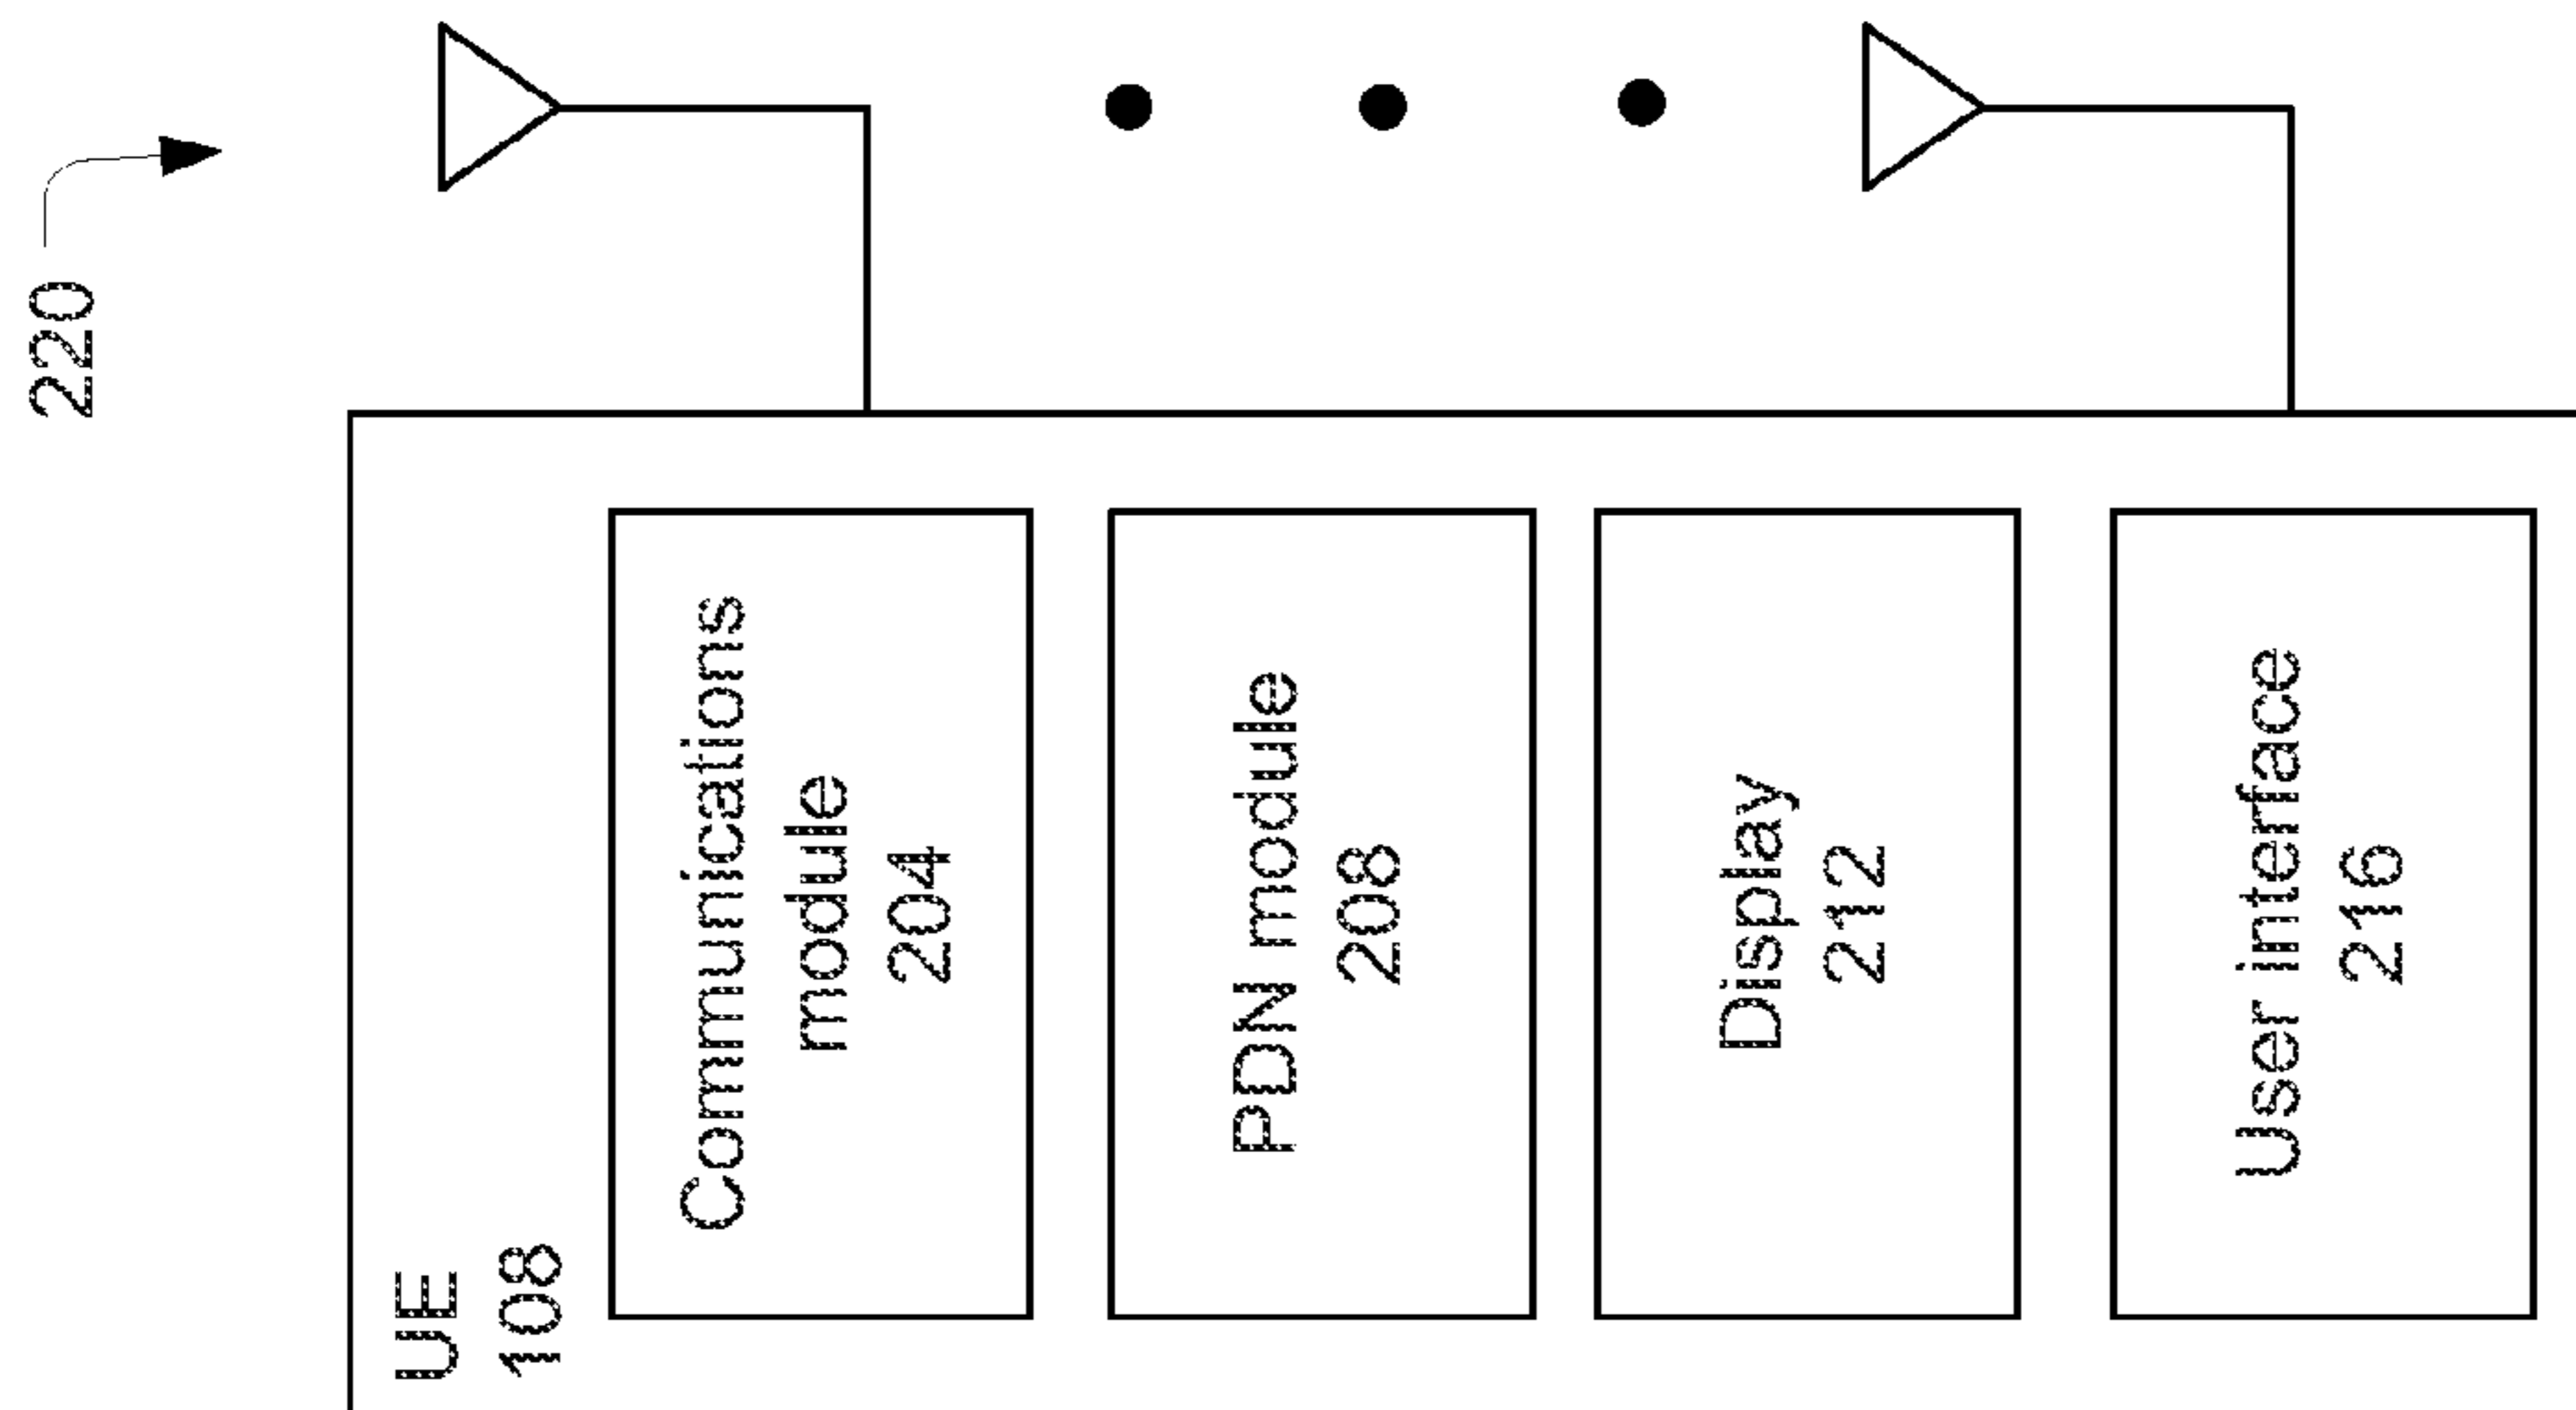 220
UE
108
Communications
module
204
PDN module
208
Display
212
User interface
216